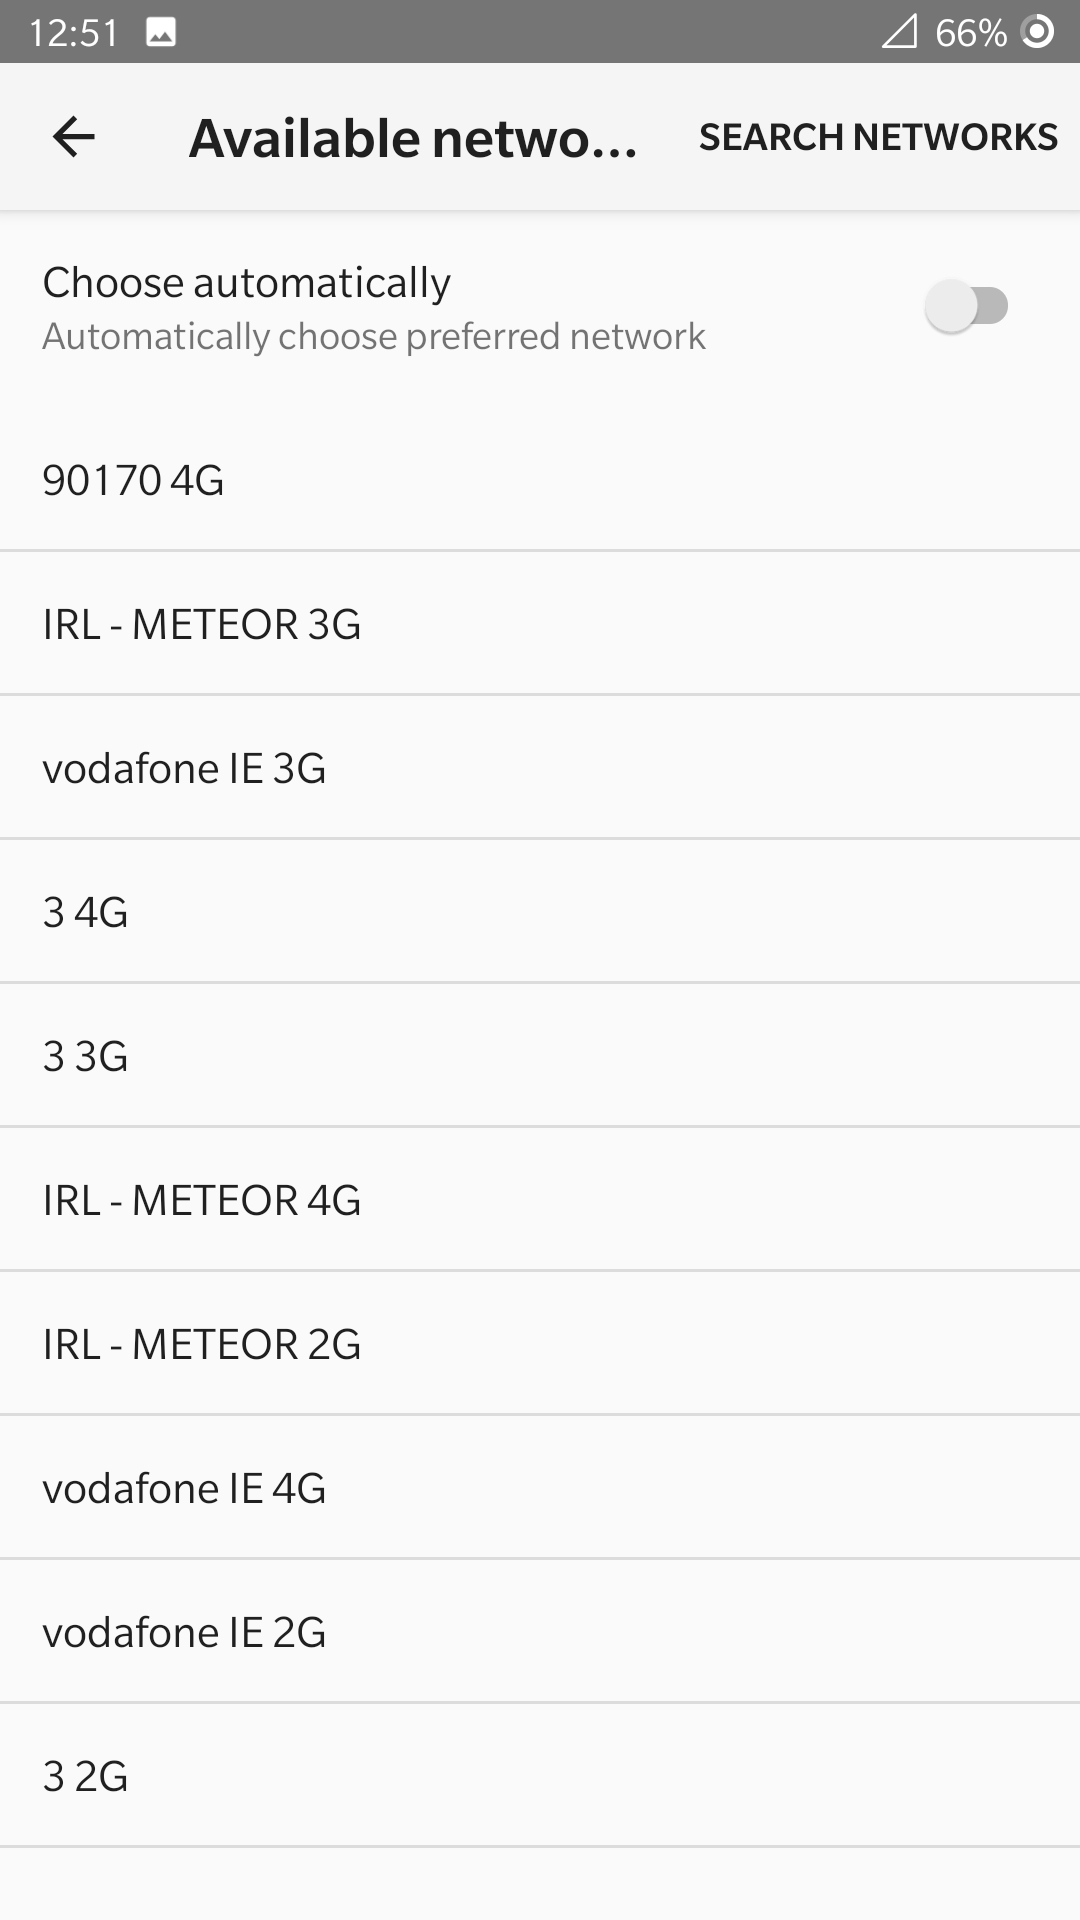 12:51 66%
Available netwo... SEARCH NETWORKS
Choose automatically
Automatically choose preferred network
90170 4G
IRL - METEOR 3G
vodafone IE 3G
3 4G
3 3G
IRL - METEOR 4G
IRL - METEOR 2G
vodafone IE 4G
vodafone IE 2G
3 2G